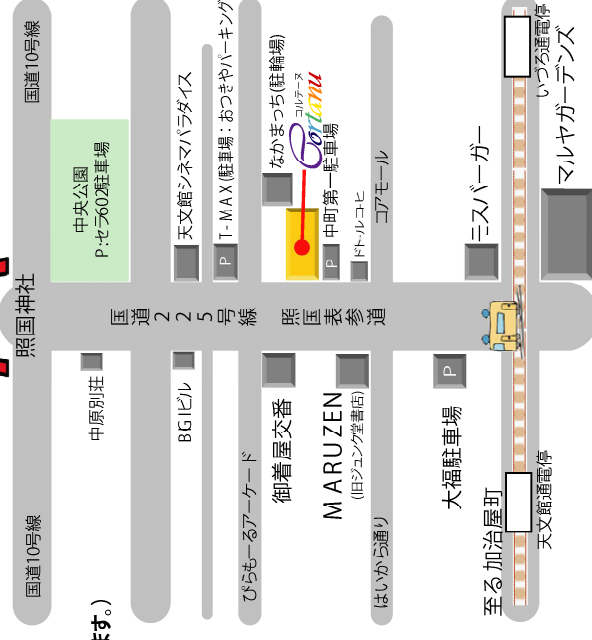 国道10号線
中央公園
P:セラ602駐車場
天文館シネマパラダイス
T-MAX(駐車場：おつきやパーキング
P
なかまっち(駐輪場)
コルテーヌ
Cortanu
中町第一駐車場
P
ドトールコーヒー
コアモール
モスバーガー
いづろ通電停
マルヤガーデンズ
照国神社
国道225号線 照国表参道
中原別荘
BGIビル
御着屋交番
MARUZEN
(旧ジュンク堂書店)
P
大福駐車場
国道10号線
ぴらもーるアーケード
はいから通り
至る加治屋町
天文館通電停
ます。)